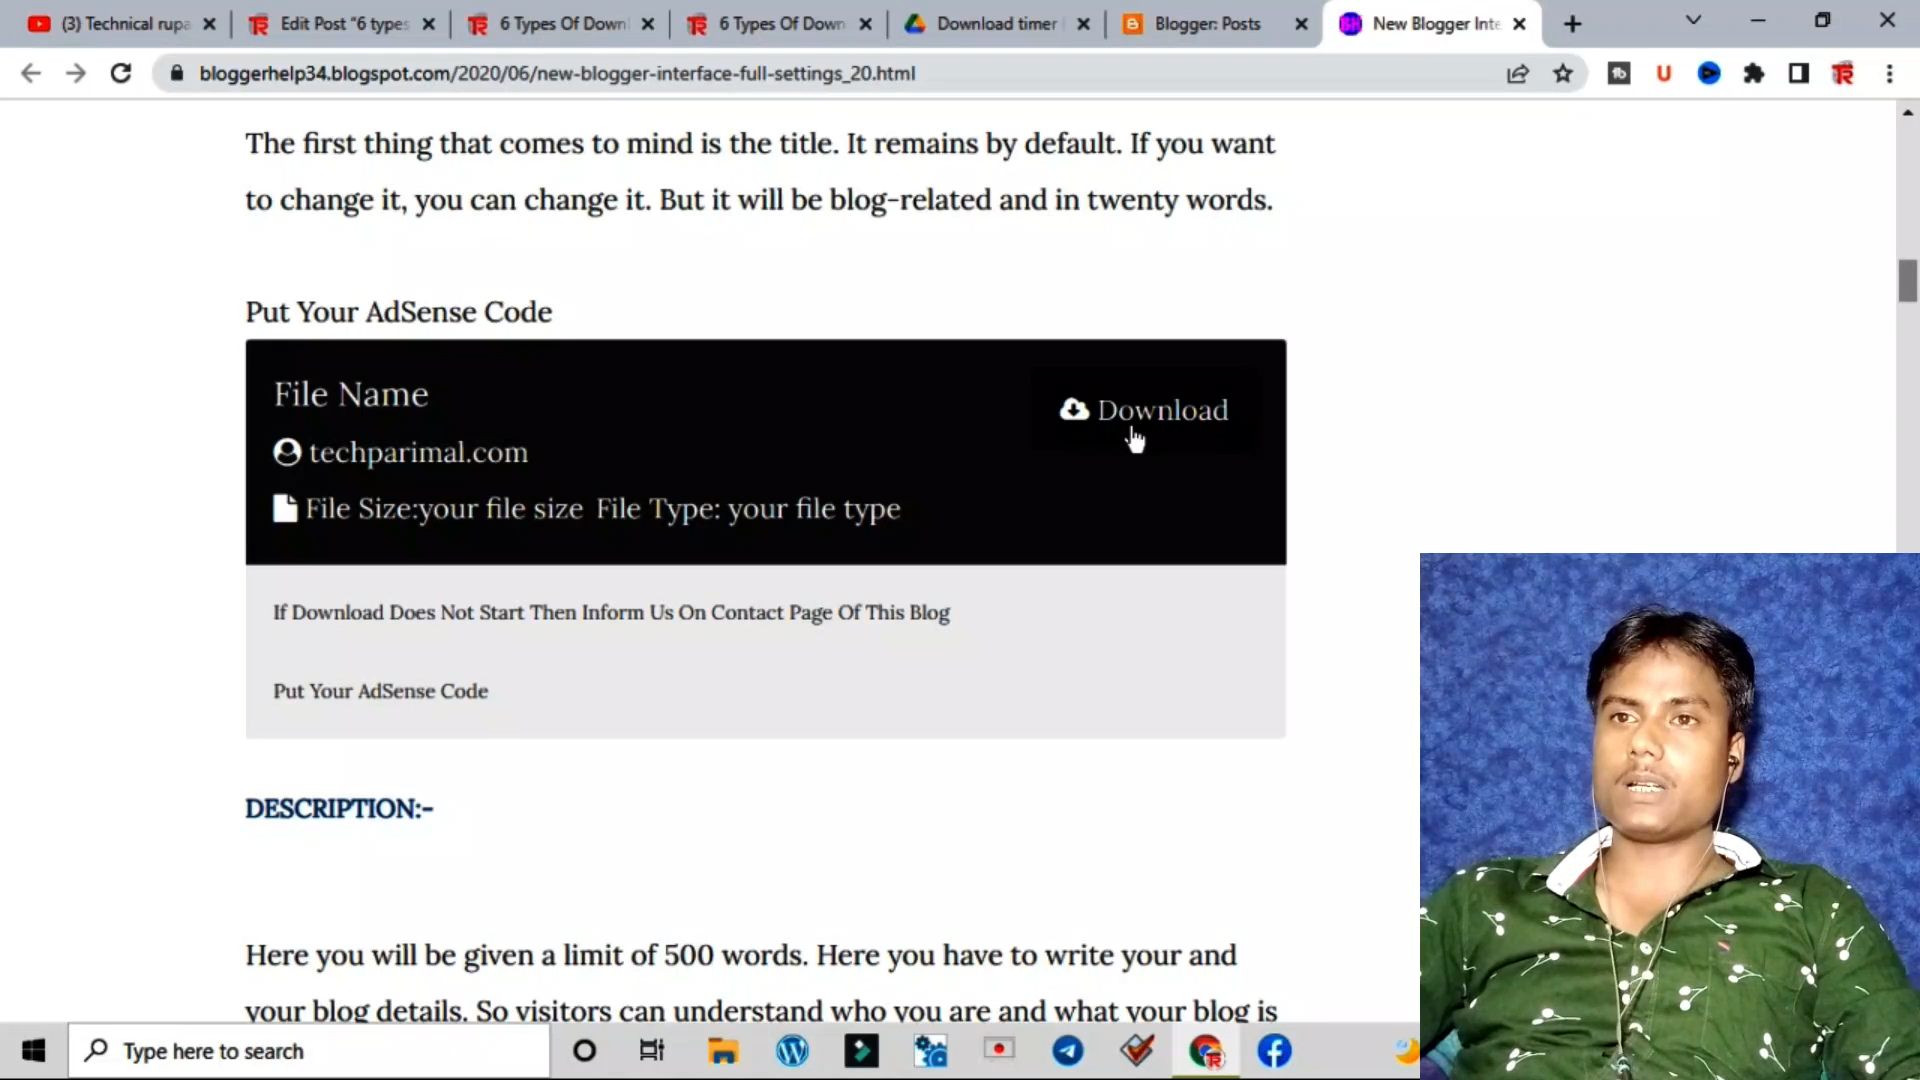 (3) Technical rupa
Edit Post "6 types
6 Types Of Down
6 Types Of Down
Download timer
Blogger: Posts
New Blogger Inte
bloggerhelp34.blogspot.com/2020/06/new-blogger-interface-full-settings_20.html
The first thing that comes to mind is the title. It remains by default. If you want
to change it, you can change it. But it will be blog-related and in twenty words.
Put Your AdSense Code
File Name
Download
techparimal.com
File Size:your file size File Type: your file type
If Download Does Not Start Then Inform Us On Contact Page Of This Blog
Put Your AdSense Code
DESCRIPTION:-
Here you will be given a limit of 500 words. Here you have to write your and
your blog details. So visitors can understand who you are and what your blog is
Type here to search